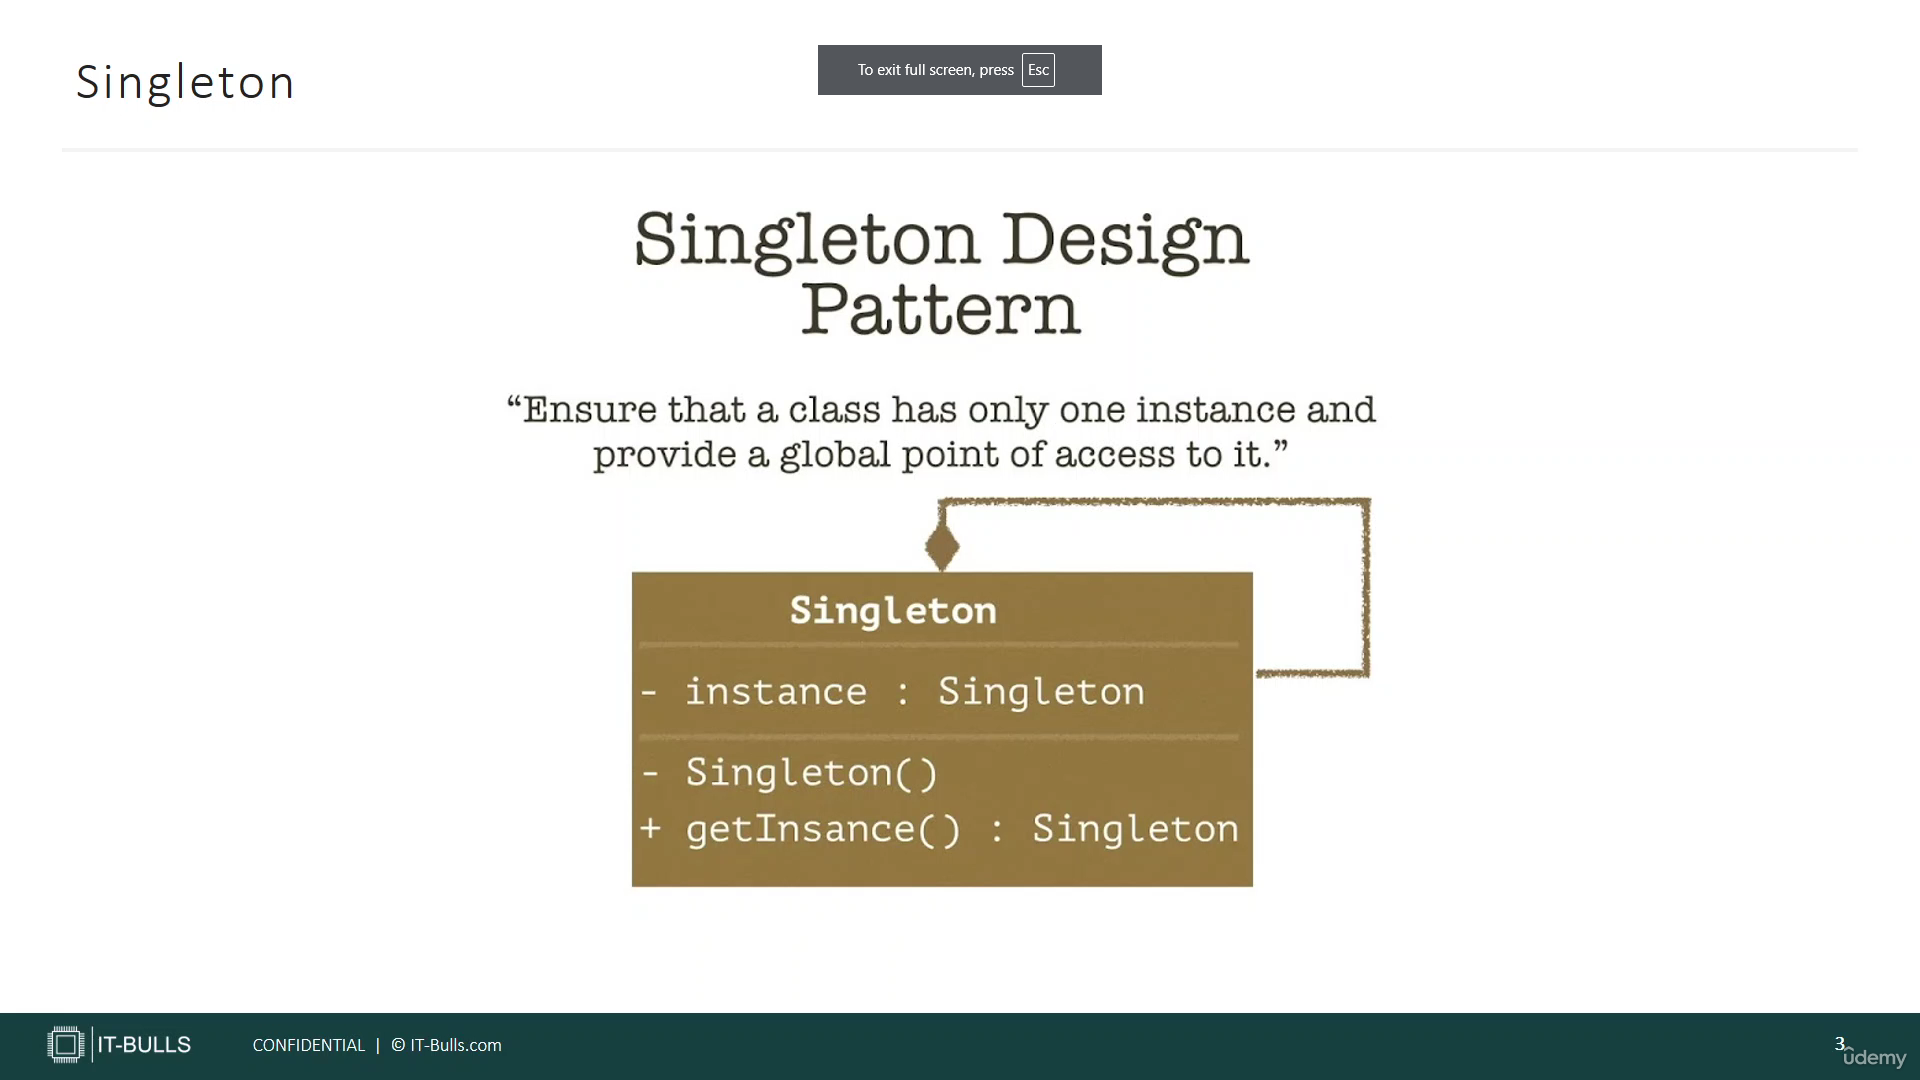 Singleton
To exit full screen, press Esc
Singleton Design
Pattern
“Ensure that a class has only one instance and
provide a global point of access to it.”
Singleton
- instance : Singleton
- Singleton()
+ getInsance() : Singleton
IT-BULLS
CONFIDENTIAL | © IT-Bulls.com
3
ûdemy